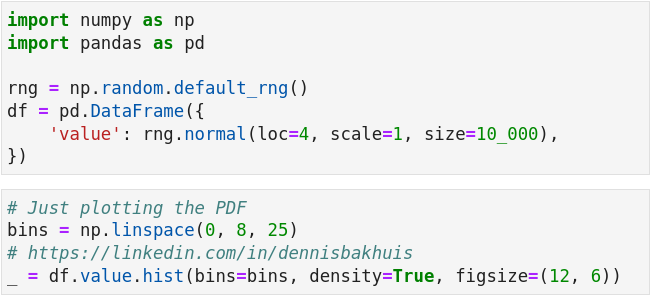 import numpy as np
import pandas as pd
rng = np.random.default_rng()
df = pd.DataFrame({
    'value': rng.normal(loc=4, scale=1, size=10_000),
})
# Just plotting the PDF
bins = np.linspace(0, 8, 25)
# https://linkedin.com/in/dennisbakhuis
_ = df.value.hist(bins=bins, density=True, figsize=(12, 6))